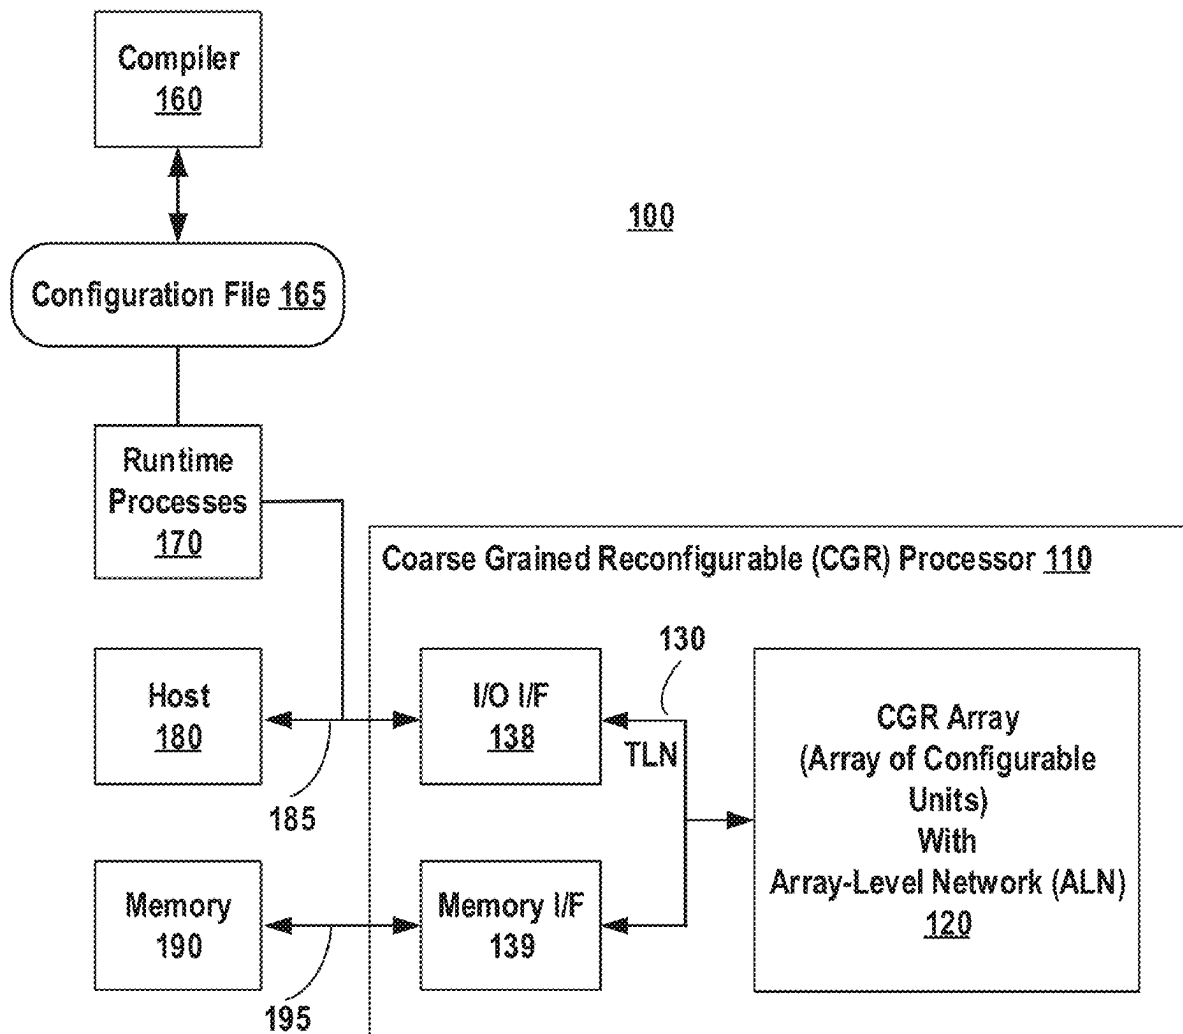 Compiler
160
100
Configuration File 165
Runtime
Processes
170
Coarse Grained Reconfigurable (CGR) Processor 110
130
Host
180
I/O I/F
138
TLN
CGR Array
(Array of Configurable
Units)
With
Array-Level Network (ALN)
120
185
Memory
190
Memory I/F
139
195